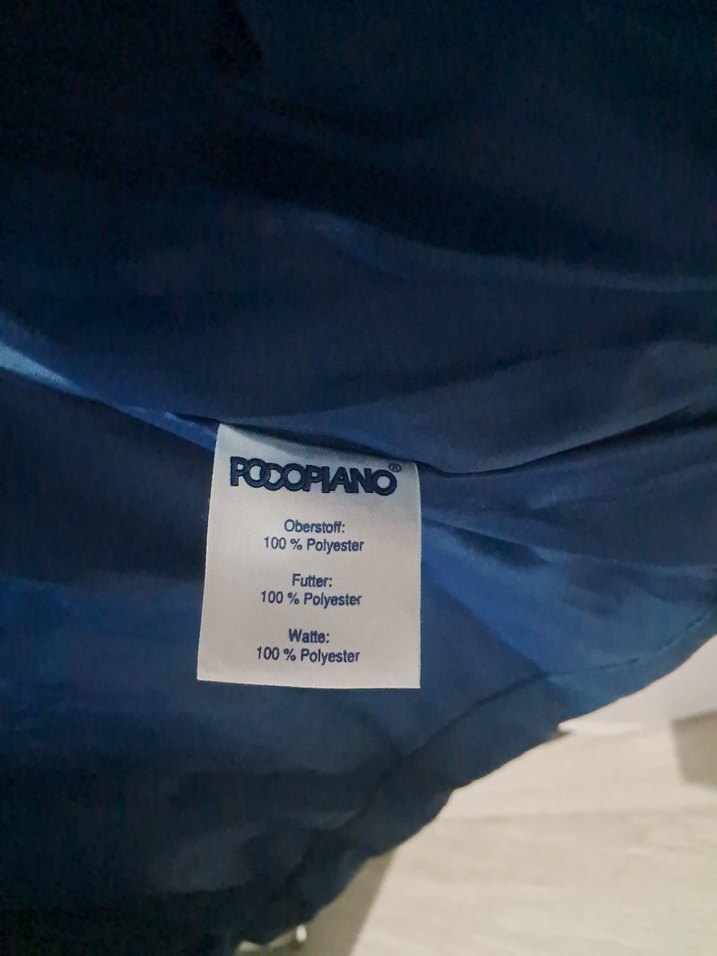 POCOPIANO®
Oberstoff:
100 % Polyester
Futter:
100 % Polyester
Watte:
100 % Polyester